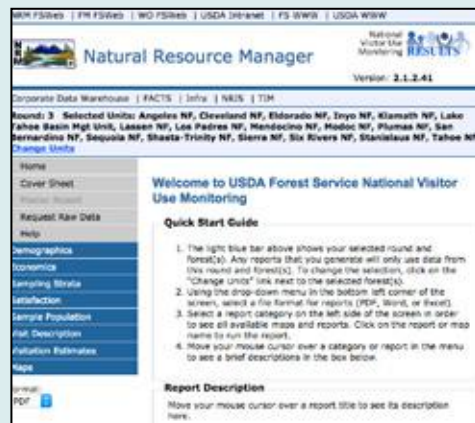 NRM FSWeb | FM FSWeb | WO FSWeb | USDA Intranet | FS WWW | USDA WWW
Natural Resource Manager
National
Visitor Use
Monitoring RESULTS
Version: 2.1.2.41
Corporate Data Warehouse | FACTS | Infra | NRIS | TIM
Round: 3 Selected Units: Angeles NF, Cleveland NF, Eldorado NF, Inyo NF, Klamath NF, Lake
Tahoe Basin Mgt Unit, Lassen NF, Los Padres NF, Mendocino NF, Modoc NF, Plumas NF, San
Bernardino NF, Sequoia NF, Shasta-Trinity NF, Sierra NF, Six Rivers NF, Stanislaus NF, Tahoe NF
Change Units
Home
Cover Sheet
Master Report
Request Raw Data
Help
Demographics
Economics
Sampling Strata
Satisfaction
Sample Population
Visit Description
Visitation Estimates
Maps
Format:
PDF
Welcome to USDA Forest Service National Visitor
Use Monitoring
Quick Start Guide
1. The light blue bar above shows your selected round and
forest(s). Any reports that you generate will only use data from
this round and forest(s). To change the selection, click on the
"Change Units" link next to the selected forest(s).
2. Using the drop-down menu in the bottom left corner of the
screen, select a file format for reports (PDF, Word, or Excel).
3. Select a report category on the left side of the screen in order
to see all available maps and reports. Click on the report or map
name to run the report.
4. Move your mouse cursor over a category or report in the menu
to see a brief descriptions in the box below.
Report Description
Move your mouse cursor over a report title to see its description
here.